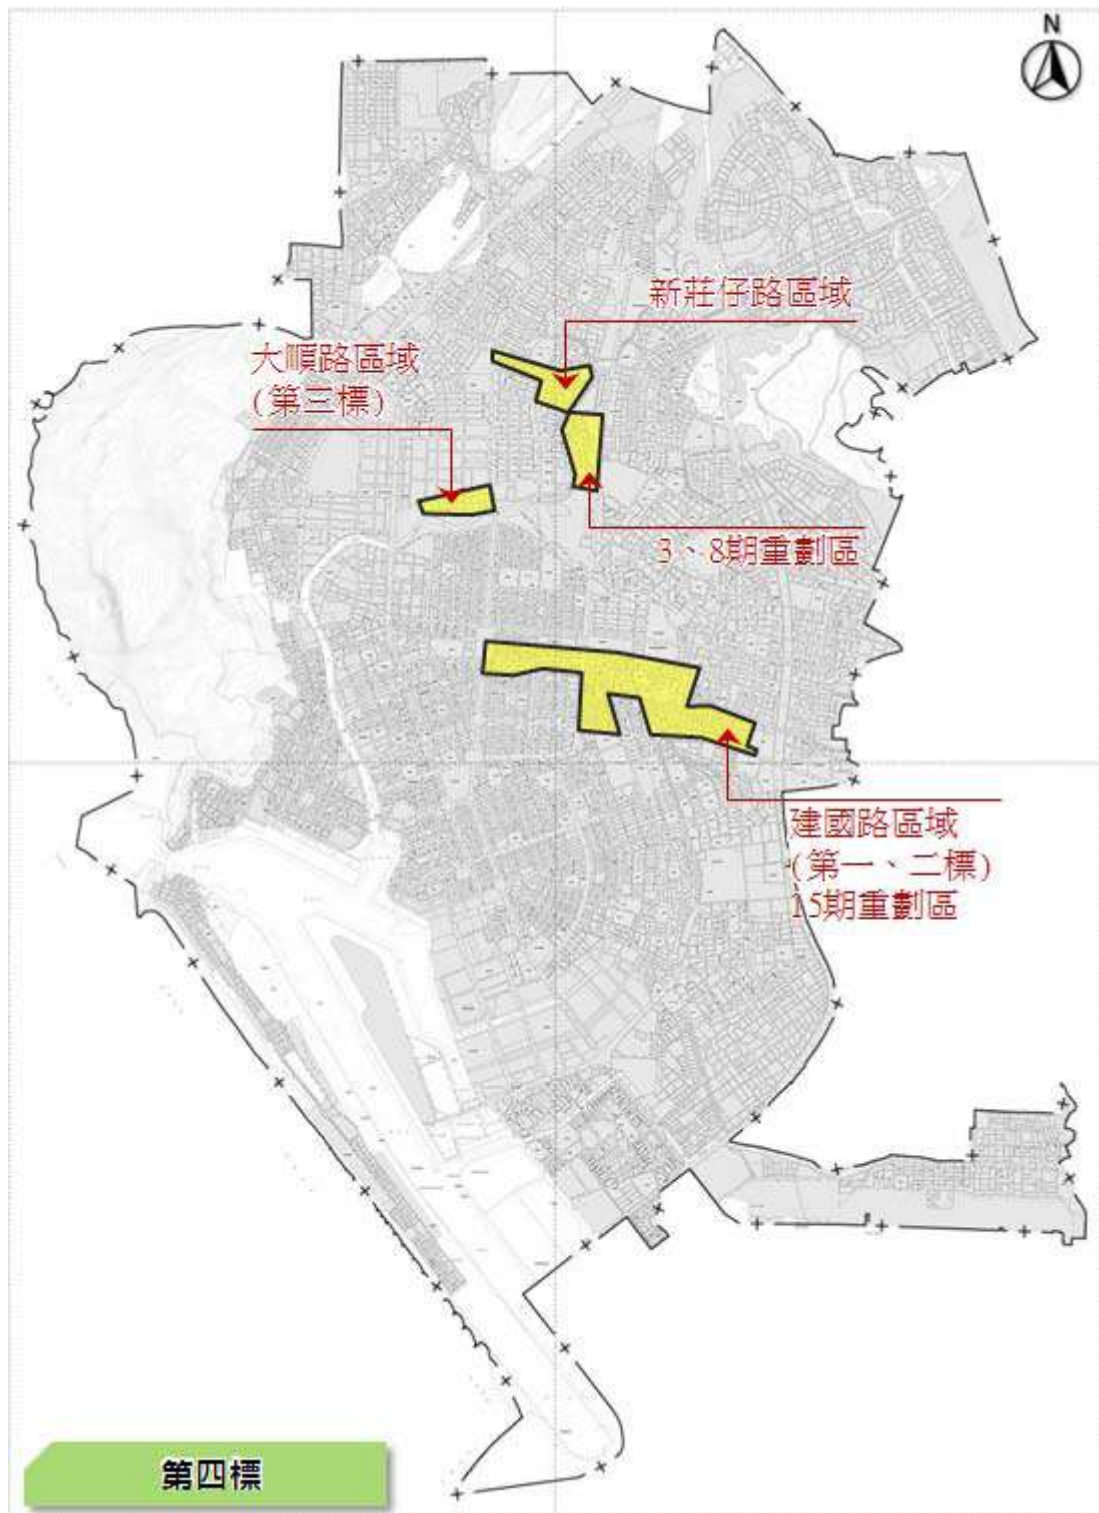 N
新莊仔路區域
大順路區域
(第三標)
3、8期重劃區
建國路區域
(第一、二標)
15期重劃區
第四標